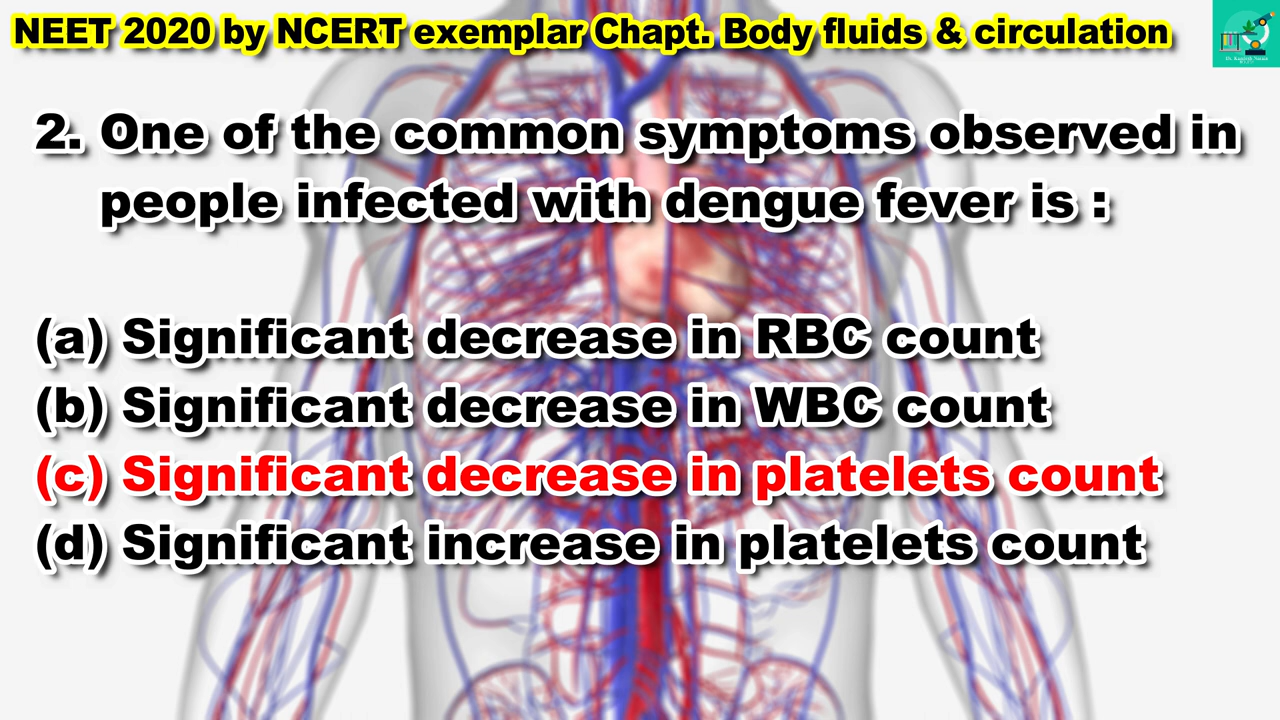 NEET 2020 by NCERT exemplar Chapt. Body fluids & circulation
2. One of the common symptoms observed in
people infected with dengue fever is :
(a) Significant decrease in RBC count
(b) Significant decrease in WBC count
(c) Significant decrease in platelets count
(d) Significant increase in platelets count